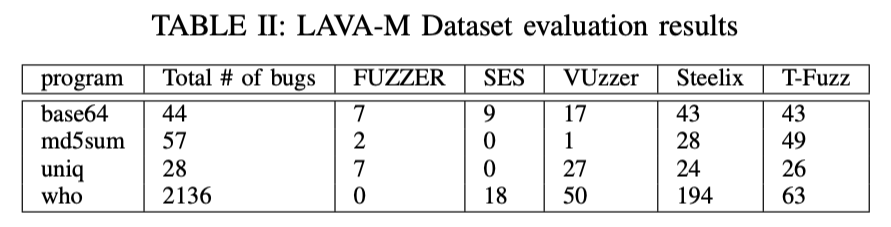 TABLE II: LAVA-M Dataset evaluation results
program Total # of bugs FUZZER SES VUzzer Steelix T-Fuzz
base64 44 7 9 17 43 43
md5sum 57 2 0 1 28 49
uniq 28 7 0 27 24 26
who 2136 0 18 50 194 63